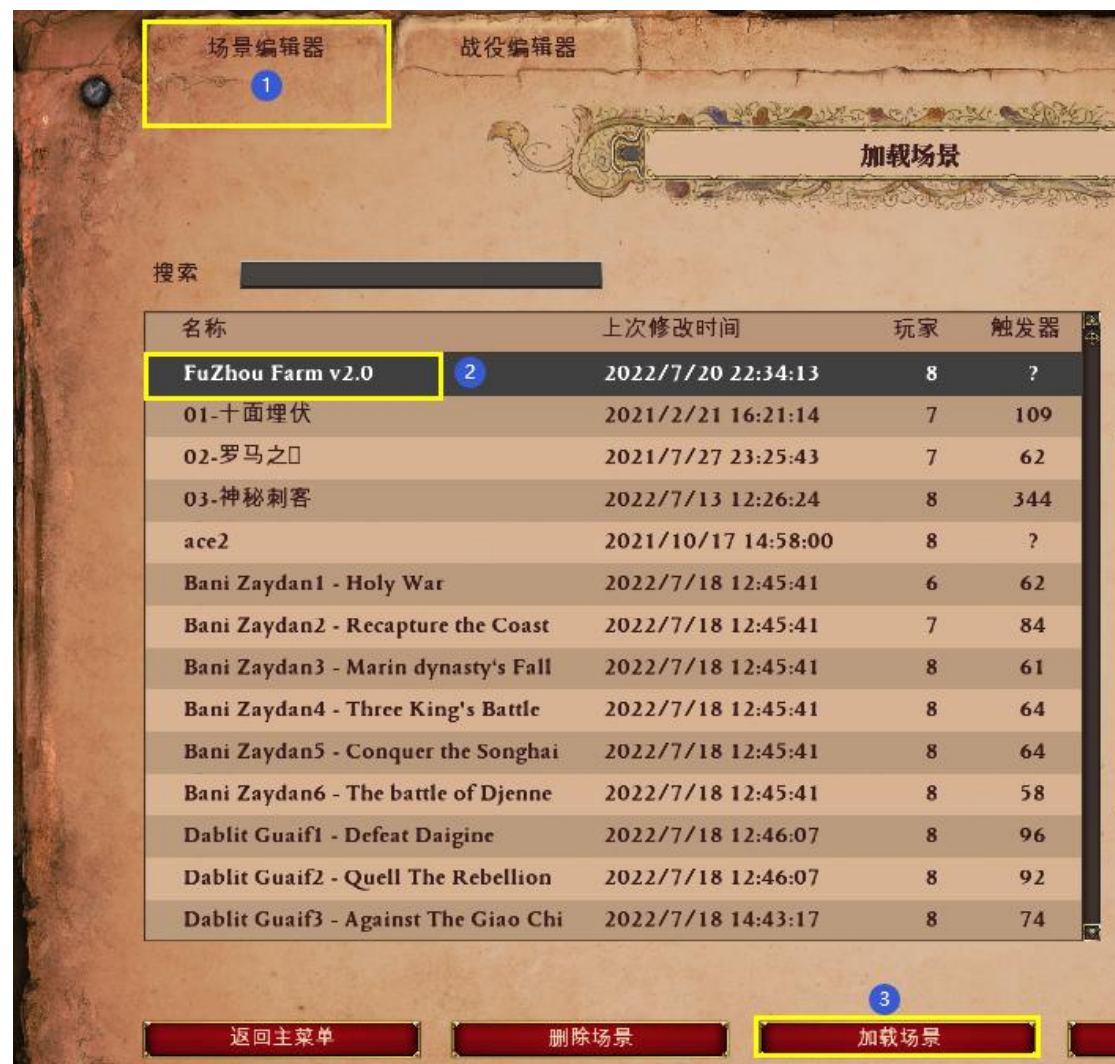 场景编辑器 战役编辑器
1
加载场景
搜索
名称 上次修改时间 玩家 触发器
FuZhou Farm v2.0 2 2022/7/20 22:34:13 8 ?
01-十面埋伏 2021/2/21 16:21:14 7 109
02-罗马之▯ 2021/7/27 23:25:43 7 62
03-神秘刺客 2022/7/13 12:26:24 8 344
ace2 2021/10/17 14:58:00 8 ?
Bani Zaydan1 - Holy War 2022/7/18 12:45:41 6 62
Bani Zaydan2 - Recapture the Coast 2022/7/18 12:45:41 7 84
Bani Zaydan3 - Marin dynasty's Fall 2022/7/18 12:45:41 8 61
Bani Zaydan4 - Three King's Battle 2022/7/18 12:45:41 8 64
Bani Zaydan5 - Conquer the Songhai 2022/7/18 12:45:41 8 64
Bani Zaydan6 - The battle of Djenne 2022/7/18 12:45:41 8 58
Dablit Guaif1 - Defeat Daigine 2022/7/18 12:46:07 8 96
Dablit Guaif2 - Quell The Rebellion 2022/7/18 12:46:07 8 92
Dablit Guaif3 - Against The Giao Chi 2022/7/18 14:43:17 8 74
3
返回主菜单 删除场景 加载场景